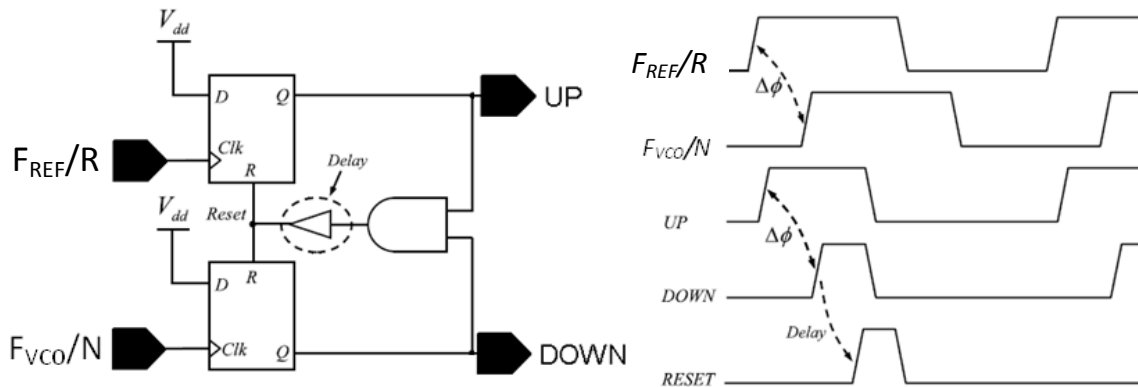 Vdd
D
Q
UP
FREF/R
Clk
R
Delay
Reset
Vdd
R
D
FVCO/N
Clk
Q
DOWN
FREF/R
Δϕ
FVCO/N
UP
Δϕ
DOWN
Delay
RESET